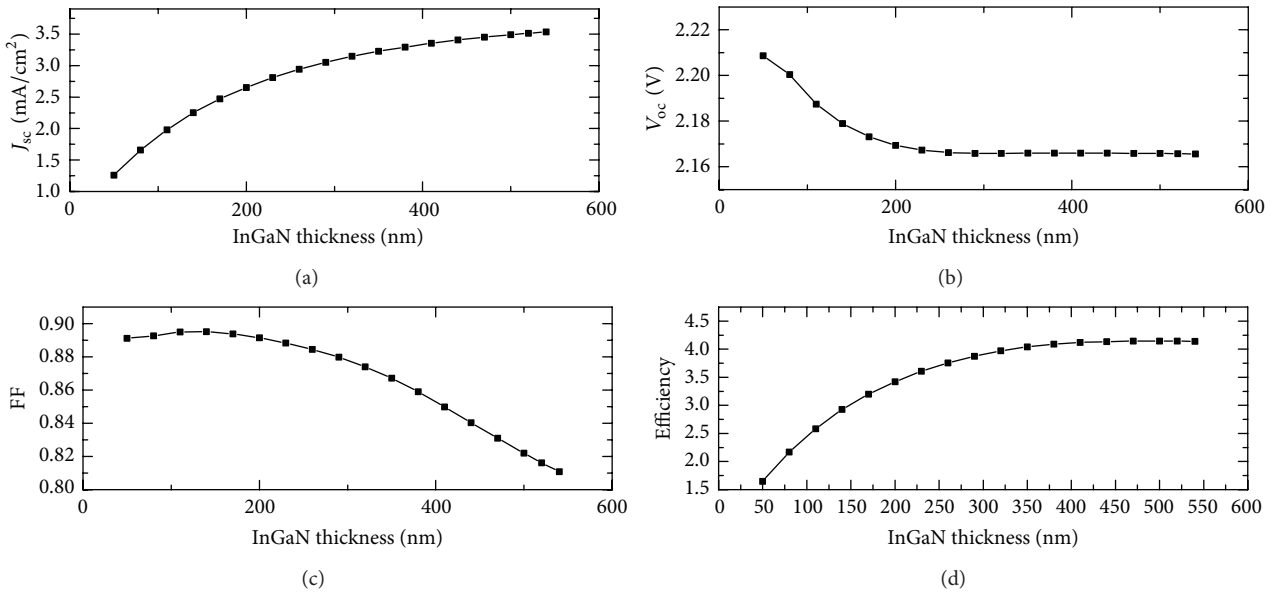 3.5
3.0
2.5
2.0
1.5
1.0
J_sc (mA/cm²)
0 200 400 600
InGaN thickness (nm)
(a)
2.22
2.20
2.18
2.16
V_oc (V)
0 200 400 600
InGaN thickness (nm)
(b)
0.90
0.88
0.86
0.84
0.82
0.80
FF
0 200 400 600
InGaN thickness (nm)
(c)
4.5
4.0
3.5
3.0
2.5
2.0
1.5
Efficiency
0 50 100 150 200 250 300 350 400 450 500 550 600
InGaN thickness (nm)
(d)